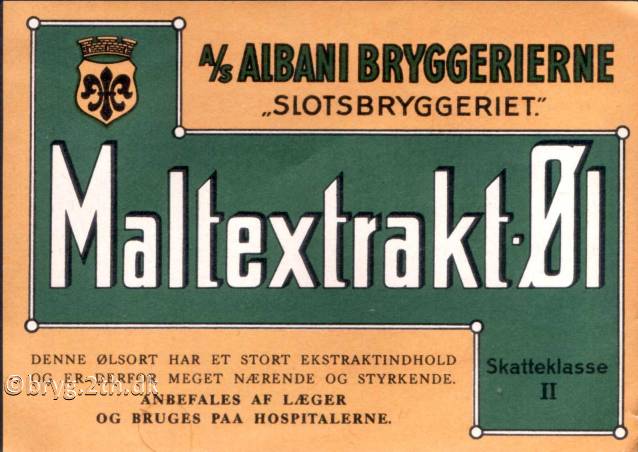 A/S ALBANI BRYGGERIERNE
„SLOTSBRYGGERIET."
Maltextrakt·Øl
DENNE ØLSORT HAR ET STORT EKSTRAKTINDHOLD
OG ER DERFOR MEGET NÆRENDE OG STYRKENDE.
ANBEFALES AF LÆGER
OG BRUGES PAA HOSPITALERNE.
Skatteklasse
II
© bryg.2th.dk